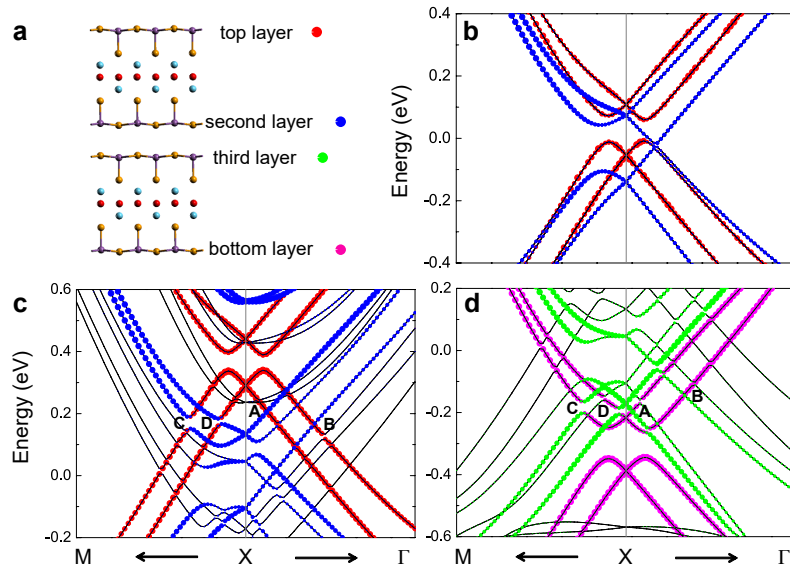 a
top layer
second layer
third layer
bottom layer
b
Energy (eV)
0.4
0.2
0.0
-0.2
-0.4
c
Energy (eV)
0.6
0.4
0.2
0.0
-0.2
C D A B
M X Γ
d
0.2
0.0
-0.2
-0.4
-0.6
C D A B
M X Γ